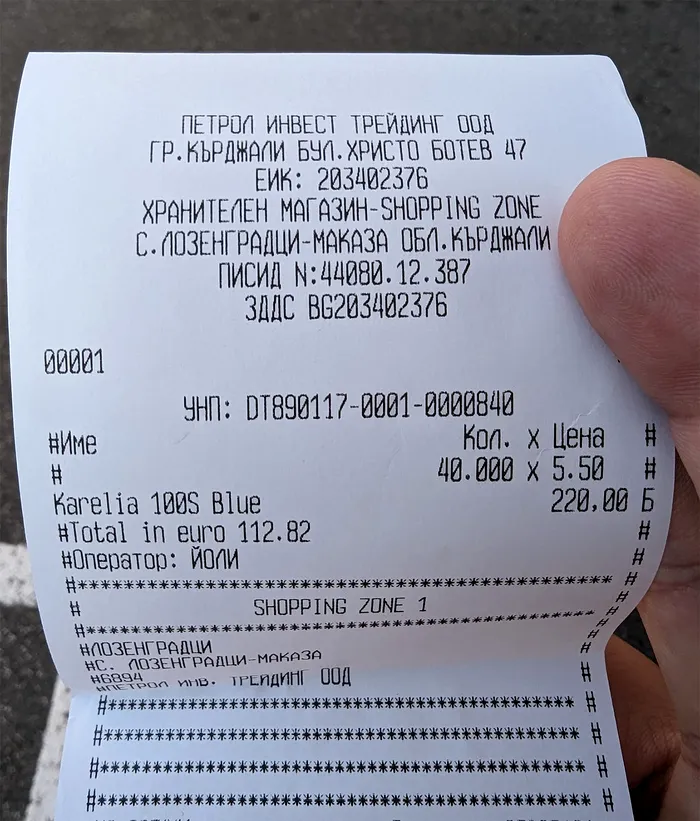 ПЕТРОЛ ИНВЕСТ ТРЕЙДИНГ ООД
ГР.КЪРДЖАЛИ БУЛ.ХРИСТО БОТЕВ 47
ЕИК: 203402376
ХРАНИТЕЛЕН МАГАЗИН-SHOPPING ZONE
С.ЛОЗЕНГРАДЦИ-МАКАЗА ОБЛ.КЪРДЖАЛИ
ПИСИД N:44080.12.387
ЗДДС BG203402376
00001
УНП: DT890117-0001-0000840
#Име Кол. x Цена #
# 40.000 x 5.50 #
Karelia 100S Blue 220,00 Б
#Total in euro 112.82 #
#Оператор: ЙОЛИ #
#****************************************** #
# SHOPPING ZONE 1 #
#****************************************** #
#ЛОЗЕНГРАДЦИ #
#С. ЛОЗЕНГРАДЦИ-МАКАЗА #
#6894 #
#ПЕТРОЛ ИНВ. ТРЕЙДИНГ ООД #
#****************************************** #
#****************************************** #
#****************************************** #
#****************************************** #